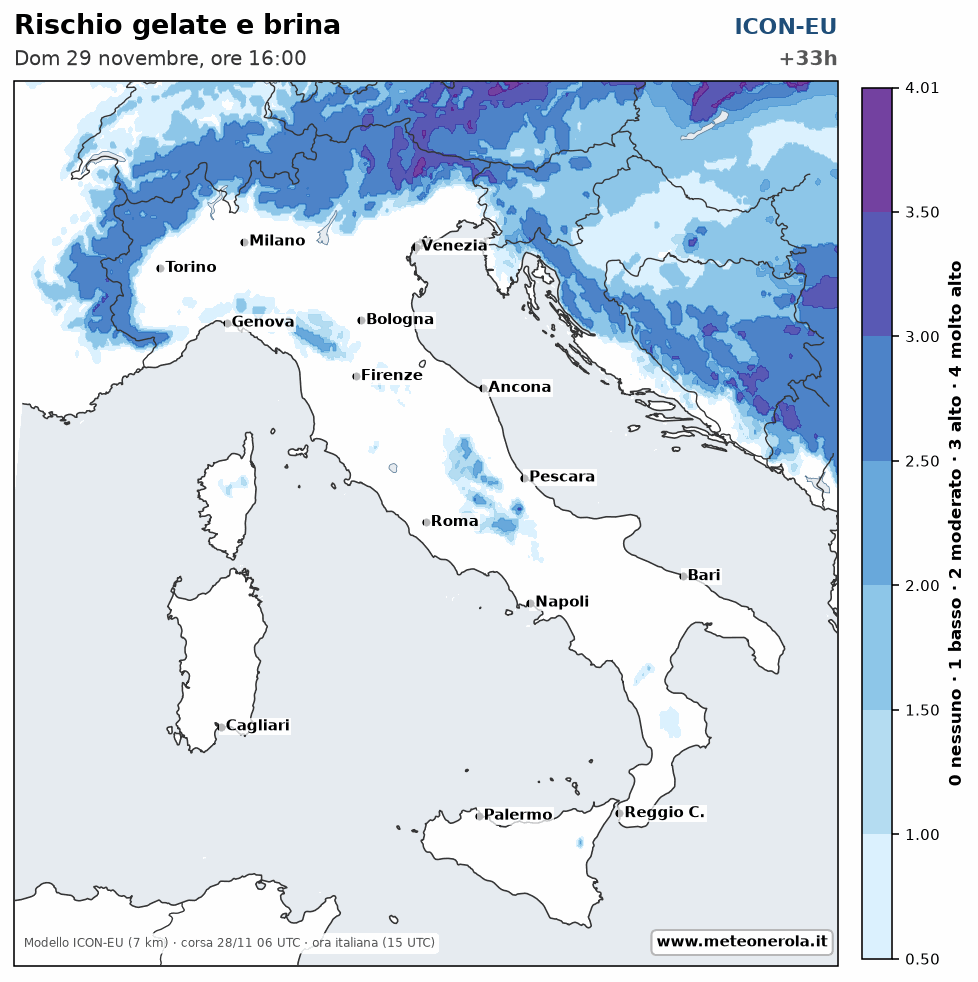 Rischio gelate e brina
ICON-EU
Dom 29 novembre, ore 16:00
+33h
4.01
3.50
3.00
2.50
2.00
1.50
1.00
0.50
0 nessuno · 1 basso · 2 moderato · 3 alto · 4 molto alto
Milano
Venezia
Torino
Genova
Bologna
Firenze
Ancona
Pescara
Roma
Bari
Napoli
Cagliari
Palermo
Reggio C.
Modello ICON-EU (7 km) · corsa 28/11 06 UTC · ora italiana (15 UTC)
www.meteonerola.it